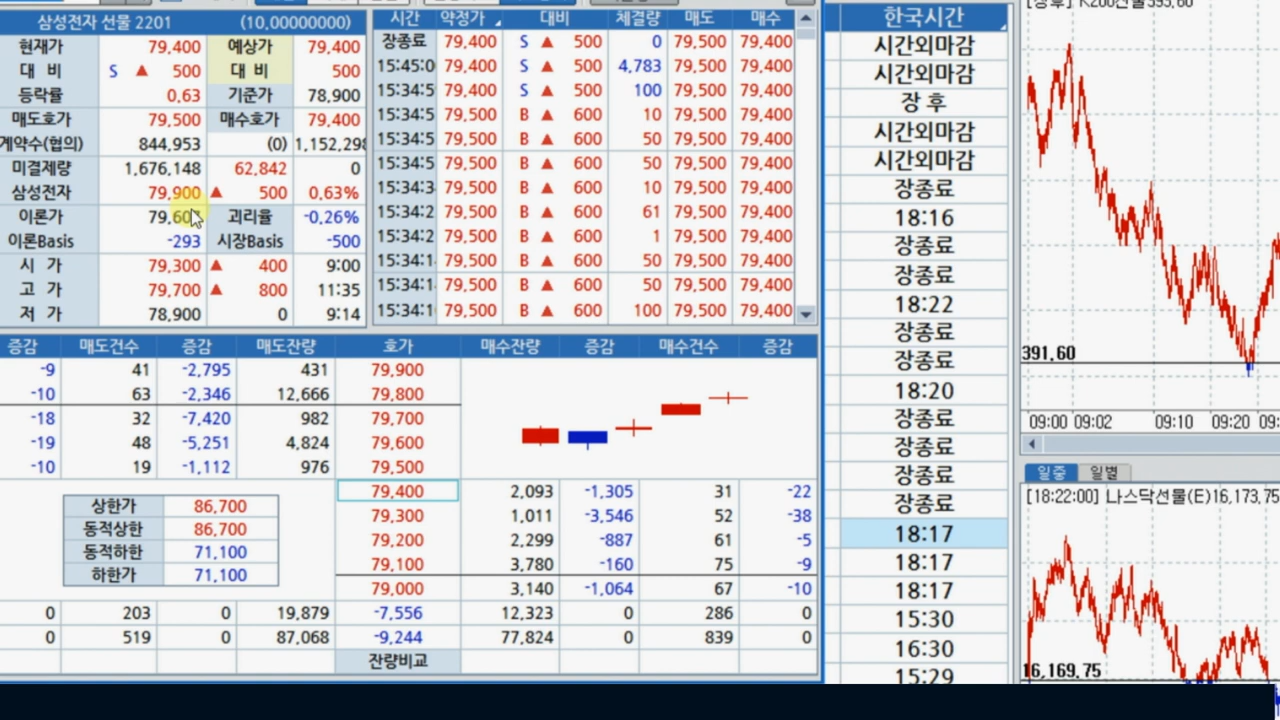 삼성전자 선물 2201 (10,00000000)
현재가 79,400 예상가 79,400
대 비 S ▲ 500 대 비 500
등락률 0.63 기준가 78,900
매도호가 79,500 매수호가 79,400
계약수(협의) 844,953 (0) 1,152,298
미결제량 1,676,148 62,842 0
삼성전자 79,900 ▲ 500 0.63%
이론가 괴리율 -0.26%
이론Basis -293 시장Basis -500
시 가 79,300 ▲ 400 9:00
고 가 79,700 ▲ 800 11:35
저 가 78,900 0 9:14
시간 약정가 대비 체결량 매도 매수
장종료 79,400 S ▲ 500 0 79,500 79,400
15:45:0 79,400 S ▲ 500 4,783 79,500 79,400
15:34:5 79,400 S ▲ 500 100 79,500 79,400
15:34:5 79,500 B ▲ 600 10 79,500 79,400
15:34:5 79,500 B ▲ 600 50 79,500 79,400
15:34:5 79,500 B ▲ 600 50 79,500 79,400
15:34:3 79,500 B ▲ 600 10 79,500 79,400
15:34:2 79,500 B ▲ 600 61 79,500 79,400
15:34:2 79,500 B ▲ 600 1 79,500 79,400
15:34:1 79,500 B ▲ 600 50 79,500 79,400
15:34:1 79,500 B ▲ 600 50 79,500 79,400
15:34:1 79,500 B ▲ 600 100 79,500 79,400
증감 매도건수 증감 매도잔량 호가 매수잔량 증감 매수건수 증감
-9 41 -2,795 431 79,900
-10 63 -2,346 12,666 79,800
-18 32 -7,420 982 79,700
-19 48 -5,251 4,824 79,600
-10 19 -1,112 976 79,500
79,400 2,093 -1,305 31 -22
79,300 1,011 -3,546 52 -38
79,200 2,299 -887 61 -5
79,100 3,780 -160 75 -9
79,000 3,140 -1,064 67 -10
상한가 86,700
동적상한 86,700
동적하한 71,100
하한가 71,100
0 203 0 19,879 -7,556 12,323 0 286 0
0 519 0 87,068 -9,244 77,824 0 839 0
잔량비교
한국시간
시간외마감
시간외마감
장 후
시간외마감
시간외마감
장종료
18:16
장종료
장종료
18:22
장종료
장종료
18:20
장종료
장종료
장종료
장종료
18:17
18:17
18:17
15:30
16:30
15:29
[장 후] K200선물393,60
391.60
09:00 09:02 09:10 09:20 09:
일중 일별
[18:22:00] 나스닥선물(E)16,173,75
16,169.75